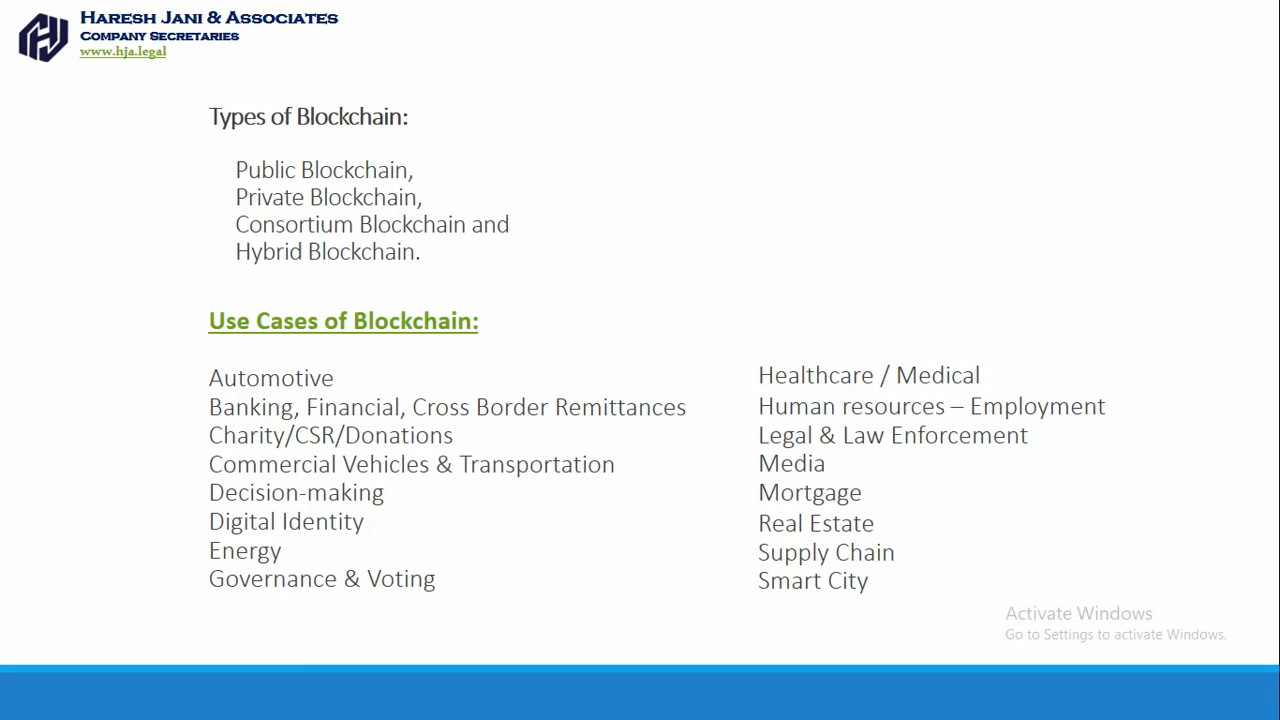 HARESH JANI & ASSOCIATES
COMPANY SECRETARIES
www.hja.legal
Types of Blockchain:
Public Blockchain,
Private Blockchain,
Consortium Blockchain and
Hybrid Blockchain.
Use Cases of Blockchain:
Automotive
Banking, Financial, Cross Border Remittances
Charity/CSR/Donations
Commercial Vehicles & Transportation
Decision-making
Digital Identity
Energy
Governance & Voting
Healthcare / Medical
Human resources – Employment
Legal & Law Enforcement
Media
Mortgage
Real Estate
Supply Chain
Smart City
Activate Windows
Go to Settings to activate Windows.